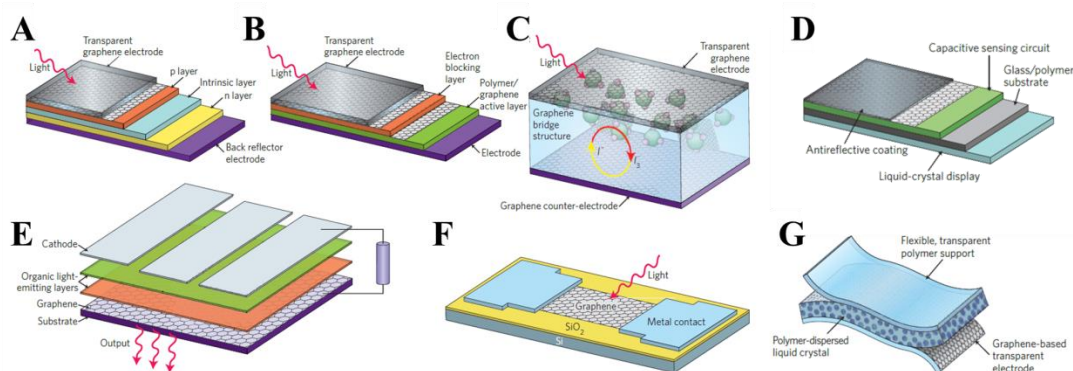 A
Transparent
graphene electrode
Light
p layer
Intrinsic layer
n layer
Back reflector
electrode
B
Transparent
graphene electrode
Light
Electron
blocking
layer
Polymer/
graphene
active layer
Electrode
C
Light
Transparent
graphene
electrode
Graphene
bridge
structure
I⁻
I₃
Graphene counter-electrode
D
Capacitive sensing circuit
Glass/polymer
substrate
Antireflective coating
Liquid-crystal display
E
Cathode
Organic light-
emitting layers
Graphene
Substrate
Output
F
Light
Graphene
Metal contact
SiO₂
Si
G
Flexible, transparent
polymer support
Polymer-dispersed
liquid crystal
Graphene-based
transparent
electrode